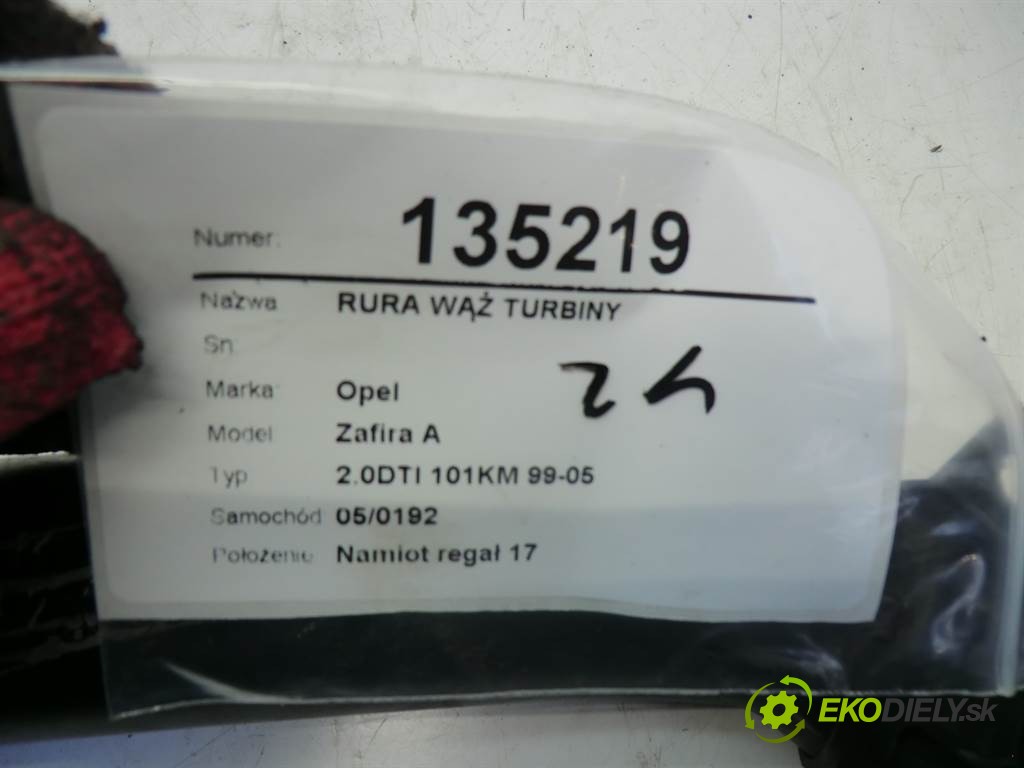 Numer: 135219
Nazwa RURA WĄŻ TURBINY
Sn
Marka: Opel
Model Zafira A
Typ 2.0DTI 101KM 99-05
Samochód 05/0192
Położenie Namiot regał 17
24
EKODIELY.sk